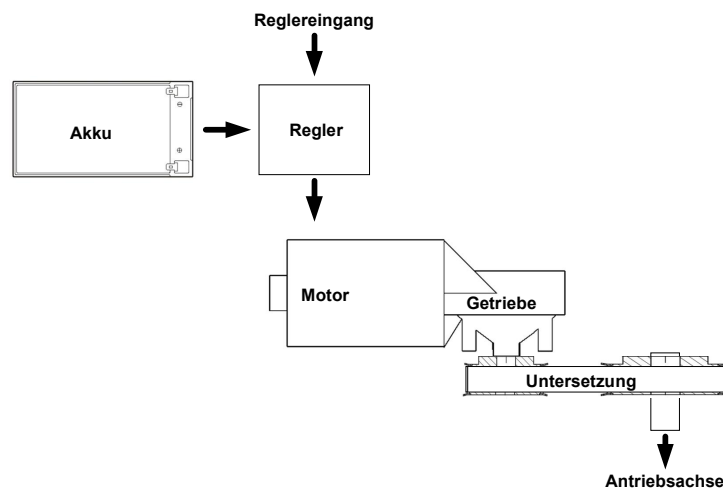 Reglereingang
Akku
Regler
Motor
Getriebe
Untersetzung
Antriebsachse